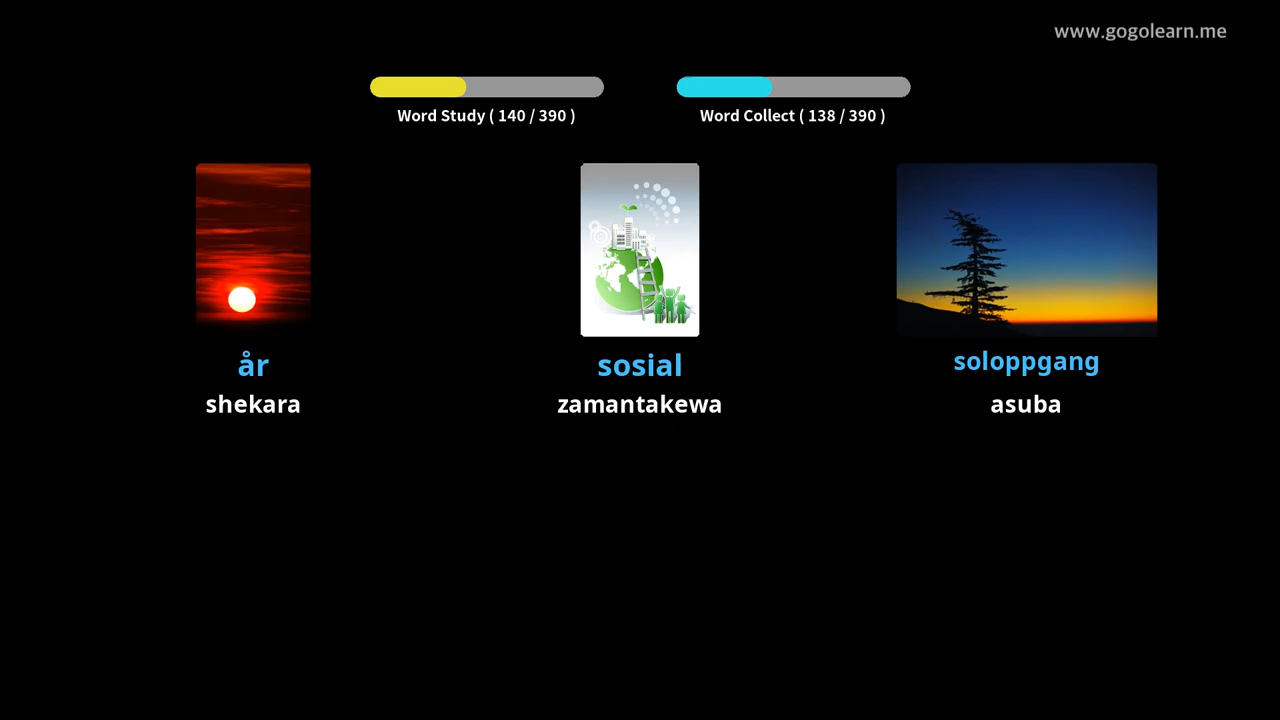 www.gogolearn.me
Word Study ( 140 / 390 )
Word Collect ( 138 / 390 )
år
sosial
soloppgang
shekara
zamantakewa
asuba